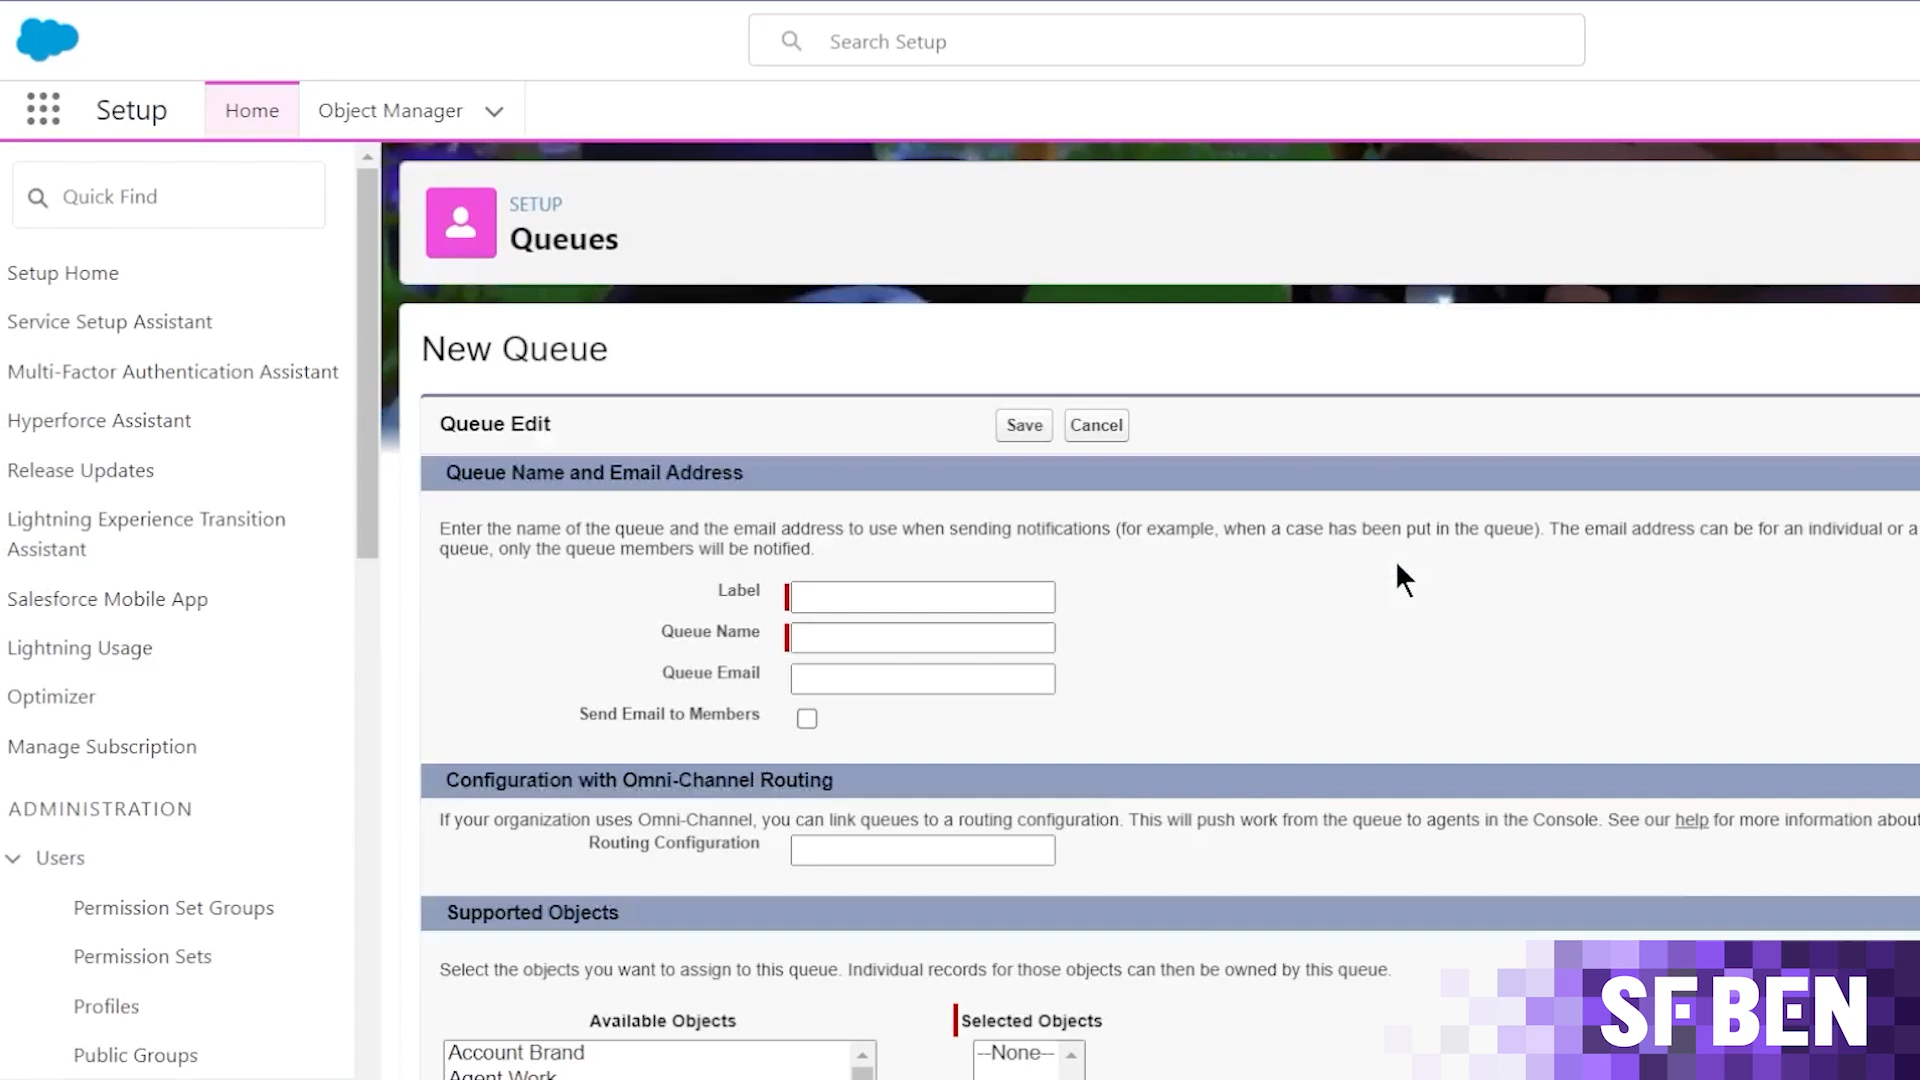 Search Setup
Setup
Home
Object Manager
Quick Find
Setup Home
Service Setup Assistant
Multi-Factor Authentication Assistant
Hyperforce Assistant
Release Updates
Lightning Experience Transition
Assistant
Salesforce Mobile App
Lightning Usage
Optimizer
Manage Subscription
ADMINISTRATION
Users
Permission Set Groups
Permission Sets
Profiles
Public Groups
SETUP
Queues
New Queue
Queue Edit
Save
Cancel
Queue Name and Email Address
Enter the name of the queue and the email address to use when sending notifications (for example, when a case has been put in the queue). The email address can be for an individual or a
queue, only the queue members will be notified.
Label
Queue Name
Queue Email
Send Email to Members
Configuration with Omni-Channel Routing
If your organization uses Omni-Channel, you can link queues to a routing configuration. This will push work from the queue to agents in the Console. See our help for more information about
Routing Configuration
Supported Objects
Select the objects you want to assign to this queue. Individual records for those objects can then be owned by this queue.
Available Objects
Selected Objects
Account Brand
Agent Work
--None--
SF BEN